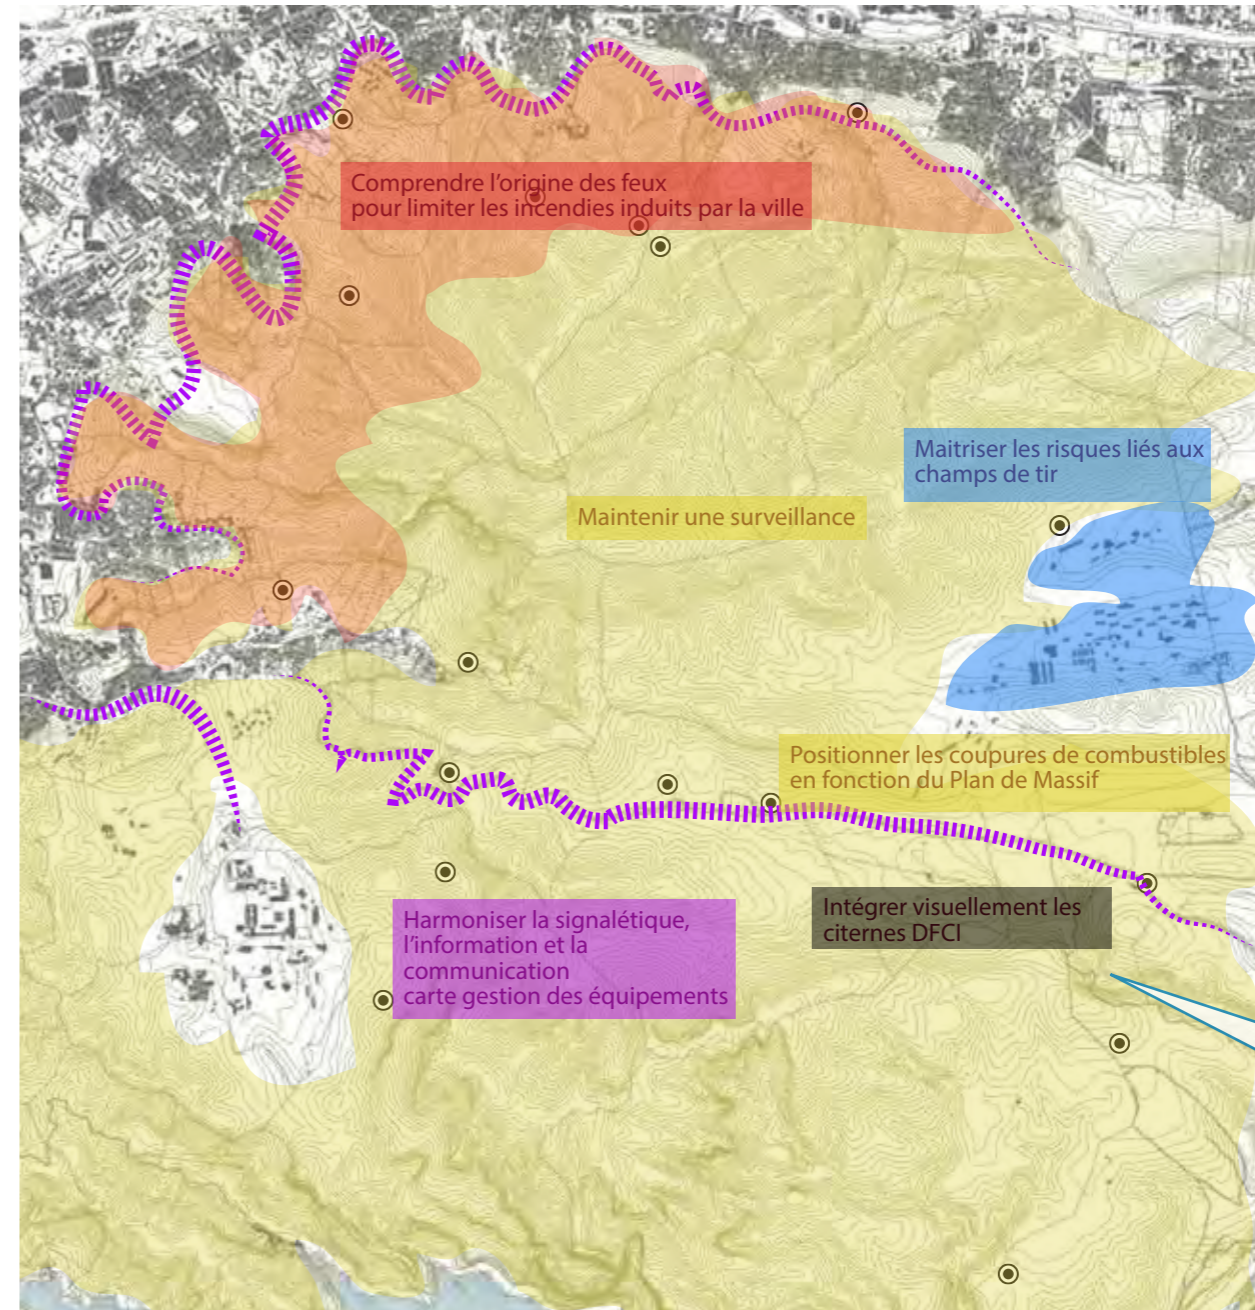 Comprendre l'origine des feux
pour limiter les incendies induits par la ville
Maitriser les risques liés aux
champs de tir
Maintenir une surveillance
Positionner les coupures de combustibles
en fonction du Plan de Massif
Intégrer visuellement les
citernes DFCI
Harmoniser la signalétique,
l'information et la
communication
carte gestion des équipements